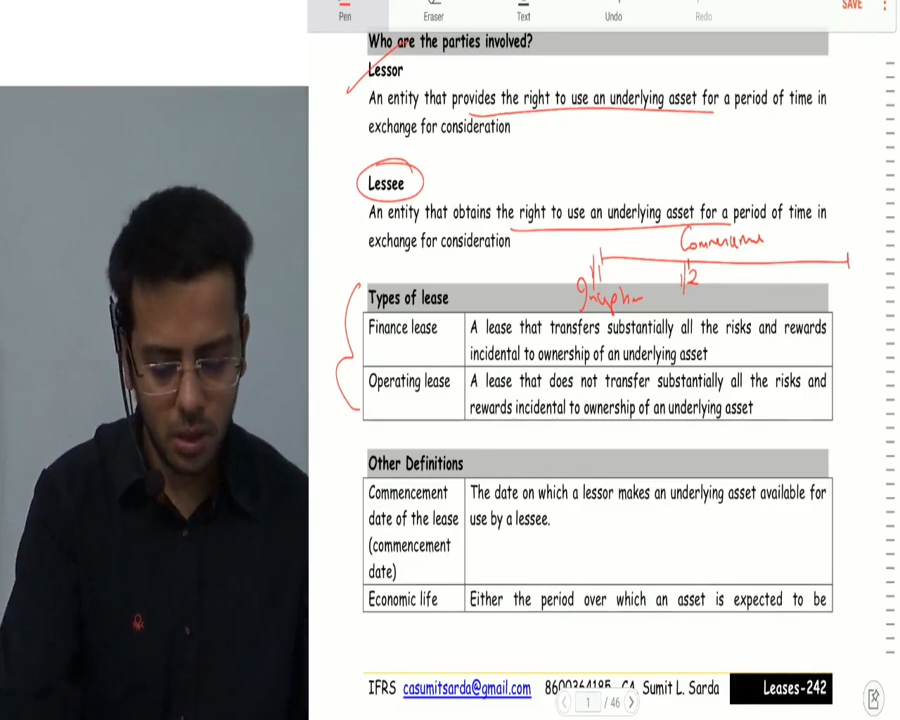 Pen Eraser Text Undo Redo SAVE
Who are the parties involved?
Lessor
An entity that provides the right to use an underlying asset for a period of time in
exchange for consideration
Lessee
An entity that obtains the right to use an underlying asset for a period of time in
exchange for consideration
1/1
1/2
Types of lease
Finance lease A lease that transfers substantially all the risks and rewards
incidental to ownership of an underlying asset
Operating lease A lease that does not transfer substantially all the risks and
rewards incidental to ownership of an underlying asset
Other Definitions
Commencement The date on which a lessor makes an underlying asset available for
date of the lease use by a lessee.
(commencement
date)
Economic life Either the period over which an asset is expected to be
IFRS casumitsarda@gmail.com Sumit L. Sarda Leases-242
1 / 46